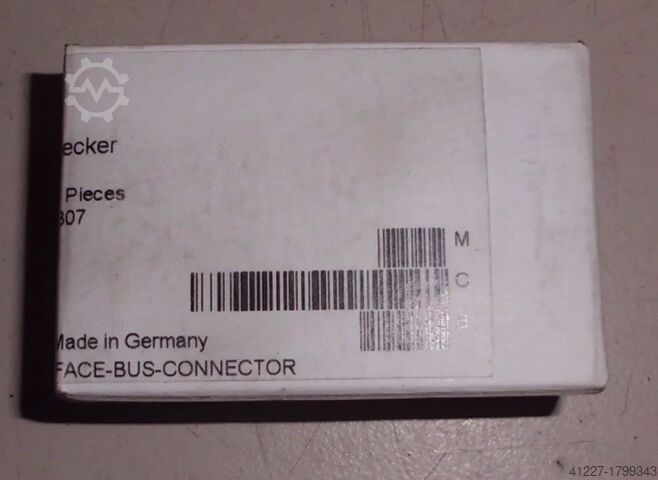 ecker
Pieces
307
M
C
Made in Germany
FACE-BUS-CONNECTOR
41227-1799343